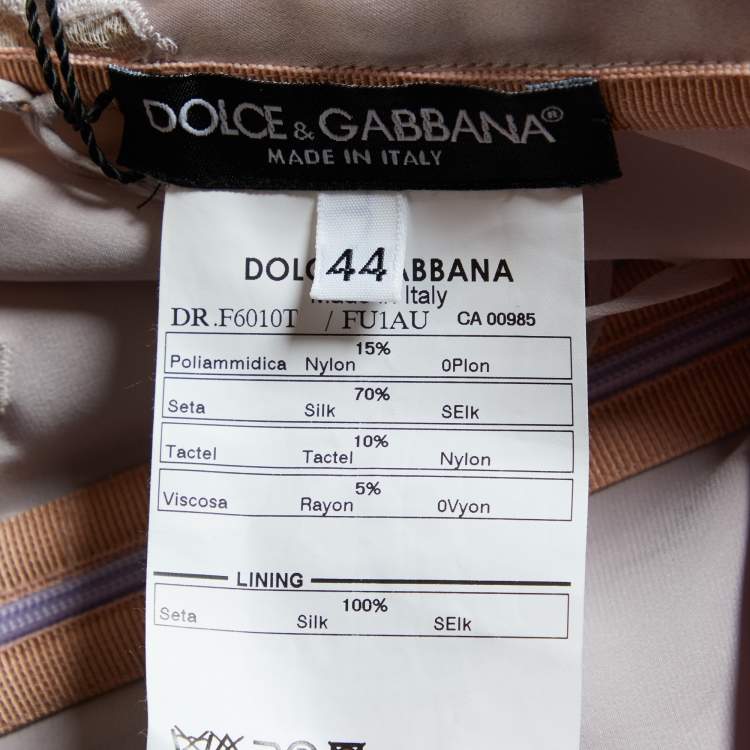 DOLCE & GABBANA®
MADE IN ITALY
44
DOLC ABBANA
Made in Italy
DR.F6010T / FU1AU CA 00985
15%
Poliammidica Nylon 0Plon
70%
Seta Silk SElk
10%
Tactel Tactel Nylon
5%
Viscosa Rayon 0Vyon
LINING
100%
Seta Silk SElk